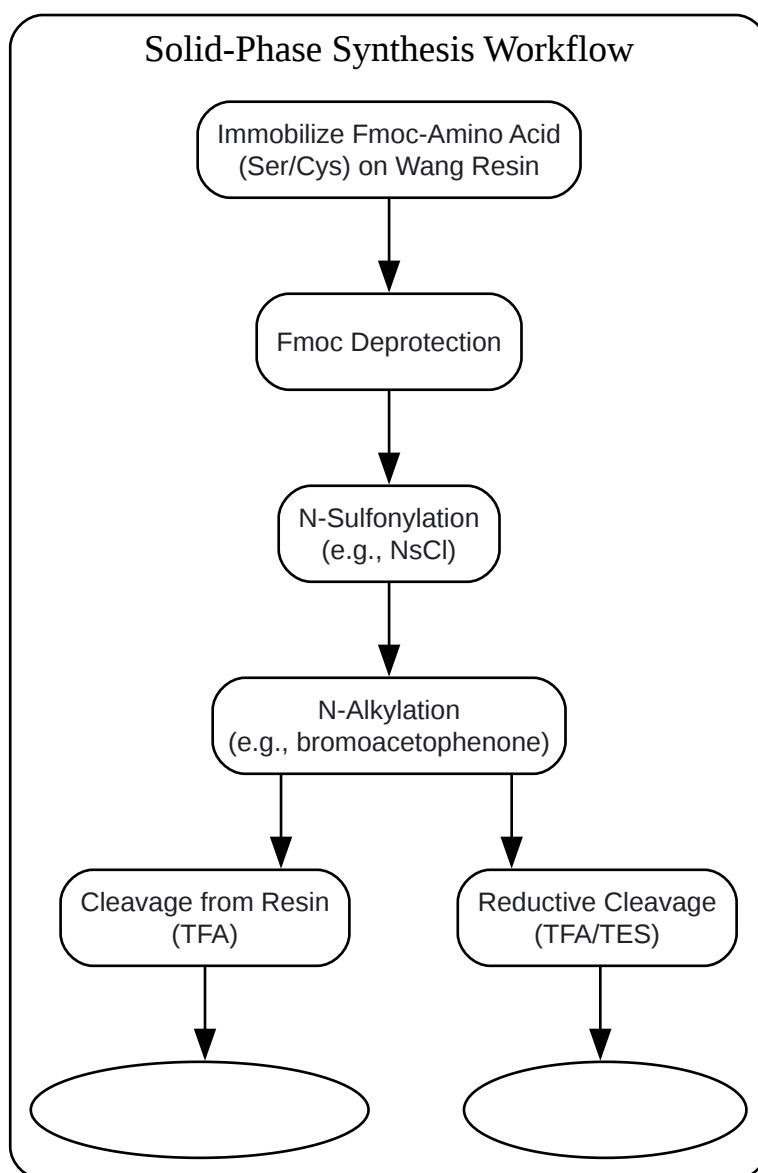 Solid-Phase Synthesis Workflow
Immobilize Fmoc-Amino Acid
(Ser/Cys) on Wang Resin
Fmoc Deprotection
N-Sulfonylation
(e.g., NsCl)
N-Alkylation
(e.g., bromoacetophenone)
Cleavage from Resin
(TFA)
Reductive Cleavage
(TFA/TES)